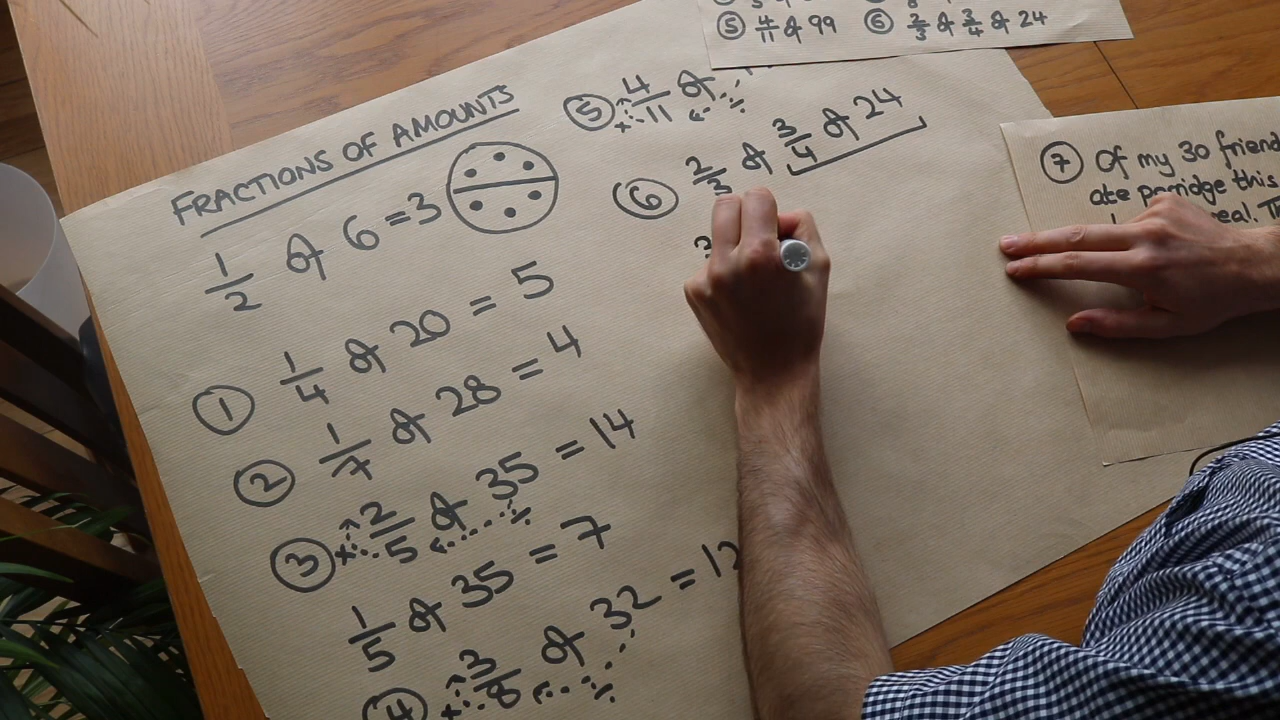 FRACTIONS OF AMOUNTS
1/2 of 6 = 3
① 1/4 of 20 = 5
② 1/7 of 28 = 4
③ × 2/5 of 35 ÷ = 14
1/5 of 35 = 7
④ × 3/8 of 32 ÷ = 12
⑤ × 4/11 of ÷
⑥ 2/3 of 3/4 of 24
⑤ 4/11 of 99 ⑥ 2/3 of 3/4 of 24
⑦ Of my 30 friend
ate porridge this